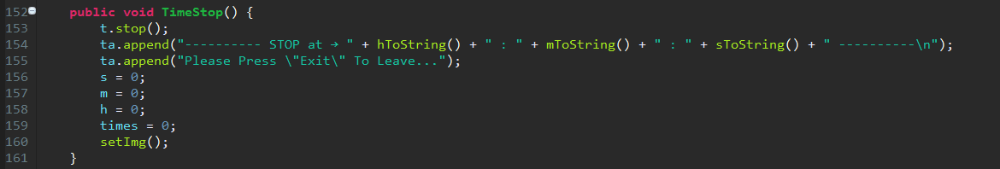 152 public void TimeStop() {
153 t.stop();
154 ta.append("---------- STOP at → " + hToString() + " : " + mToString() + " : " + sToString() + " ----------\n");
155 ta.append("Please Press \"Exit\" To Leave...");
156 s = 0;
157 m = 0;
158 h = 0;
159 times = 0;
160 setImg();
161 }